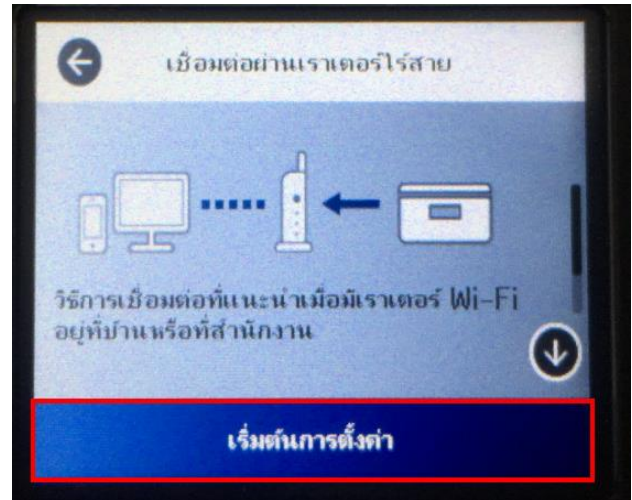 เชื่อมต่อผ่านเราเตอร์ไร้สาย
วิธีการเชื่อมต่อที่แนะนำเมื่อมีเราเตอร์ Wi-Fi
อยู่ที่บ้านหรือที่สำนักงาน
เริ่มต้นการตั้งค่า